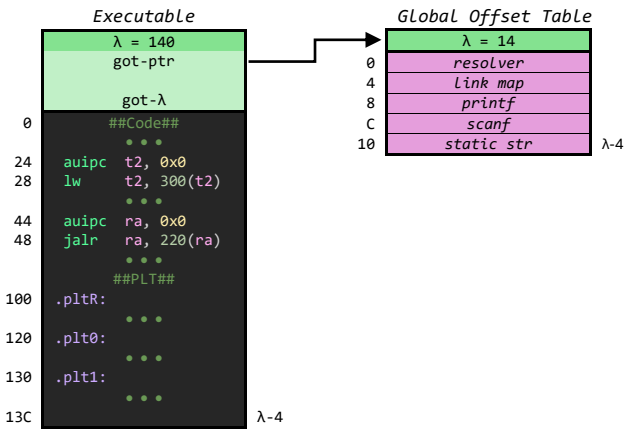 Executable
λ = 140
got-ptr
got-λ
0 ##Code##
•••
24 auipc t2, 0x0
28 lw t2, 300(t2)
•••
44 auipc ra, 0x0
48 jalr ra, 220(ra)
•••
##PLT##
100 .pltR:
•••
120 .plt0:
•••
130 .plt1:
•••
13C λ-4
Global Offset Table
λ = 14
0 resolver
4 link map
8 printf
C scanf
10 static str λ-4